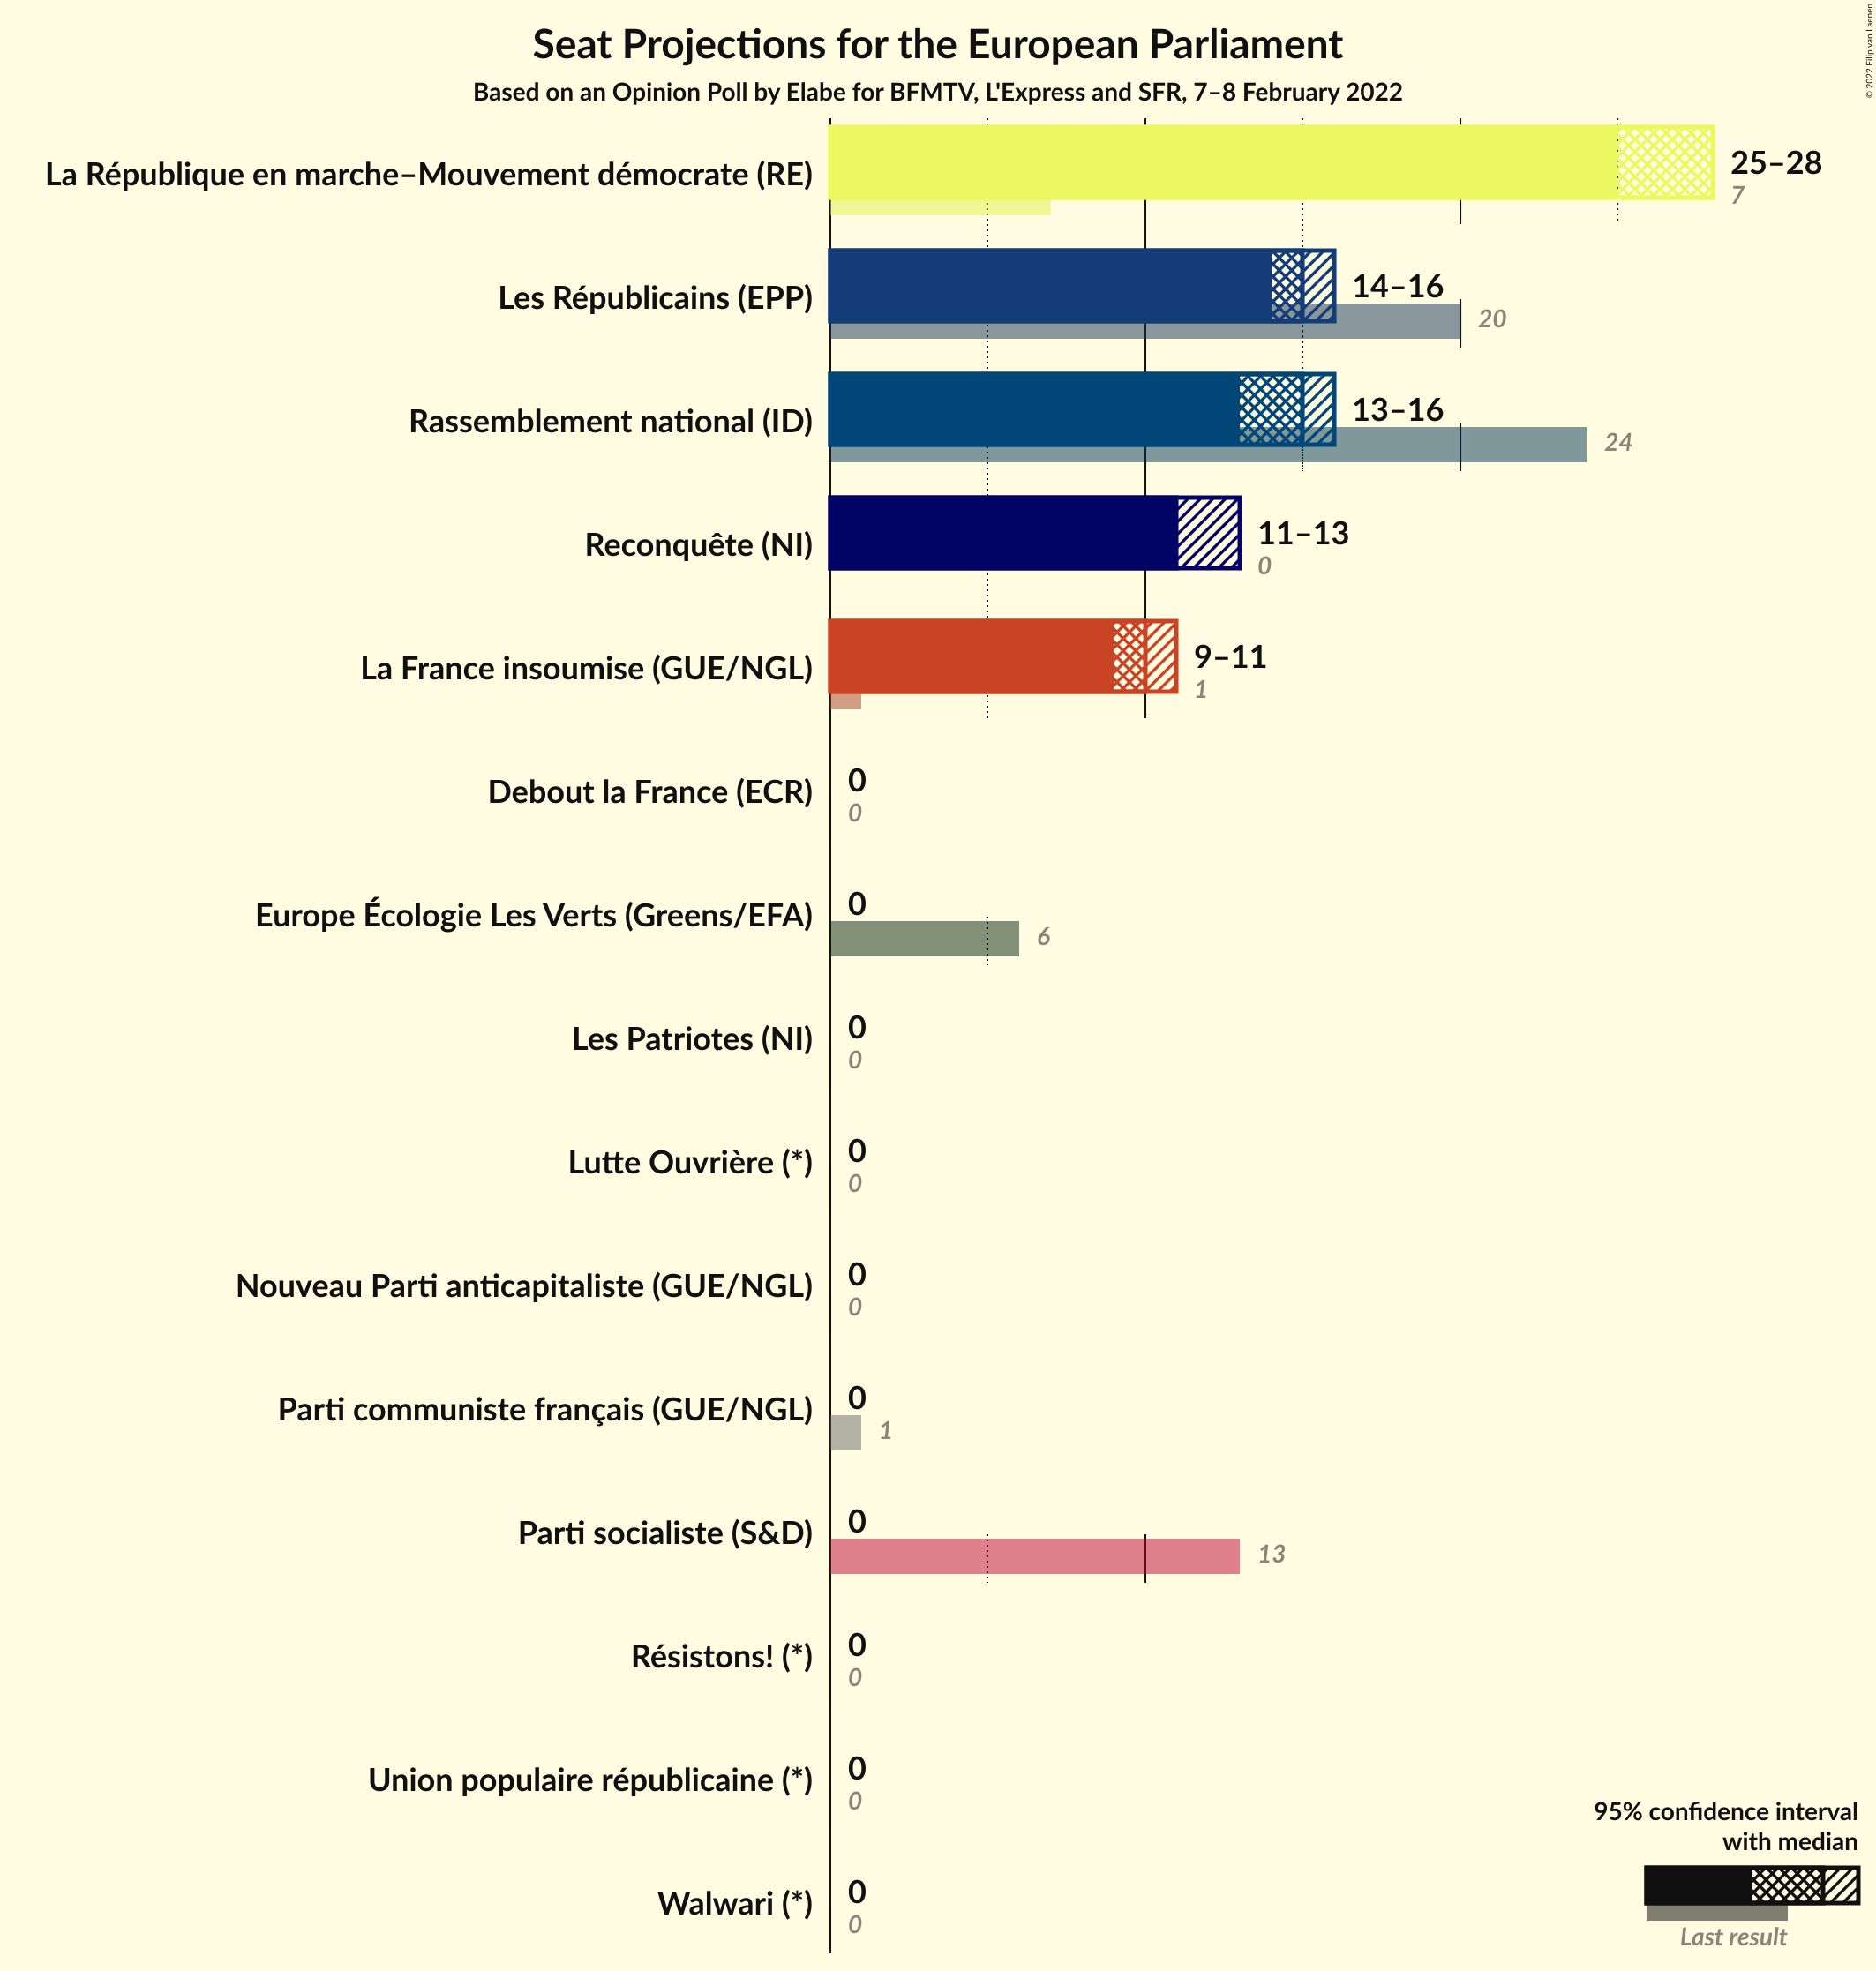 Seat Projections for the European Parliament
Based on an Opinion Poll by Elabe for BFMTV, L'Express and SFR, 7–8 February 2022
© 2022 Filip van Laenen
La République en marche–Mouvement démocrate (RE)
25–28
7
Les Républicains (EPP)
14–16
20
Rassemblement national (ID)
13–16
24
Reconquête (NI)
11–13
0
La France insoumise (GUE/NGL)
9–11
1
Debout la France (ECR)
0
0
Europe Écologie Les Verts (Greens/EFA)
0
6
Les Patriotes (NI)
0
0
Lutte Ouvrière (*)
0
0
Nouveau Parti anticapitaliste (GUE/NGL)
0
0
Parti communiste français (GUE/NGL)
0
1
Parti socialiste (S&D)
0
13
Résistons! (*)
0
0
Union populaire républicaine (*)
0
0
Walwari (*)
0
0
95% confidence interval
with median
Last result